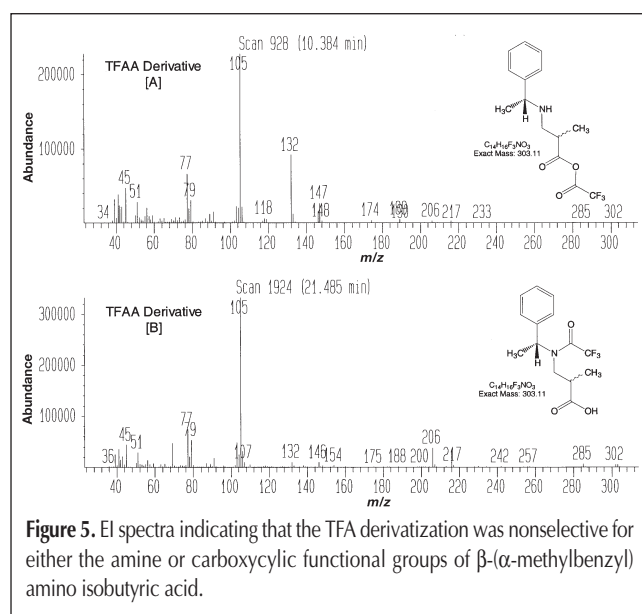 Scan 928 (10.384 min)
TFAA Derivative
[A]
Abundance
200000
100000
0
105
132
77
45
51
79
34
118
147
148
174
206
217
233
285
302
40 60 80 100 120 140 160 180 200 220 240 260 280 300
m/z
CH3
H3C
H
NH
O
O
O
CF3
C14H16F3NO3
Exact Mass: 303.11
Scan 1924 (21.485 min)
TFAA Derivative
[B]
Abundance
300000
200000
100000
0
105
77
79
45
51
36
107
132
146
154
175
188
200
206
217
242
257
285
302
40 60 80 100 120 140 160 180 200 220 240 260 280 300
m/z
O
H3C
N
CF3
H
CH3
O
OH
C14H16F3NO3
Exact Mass: 303.11
Figure 5. EI spectra indicating that the TFA derivatization was nonselective for
either the amine or carboxycylic functional groups of β-(α-methylbenzyl)
amino isobutyric acid.